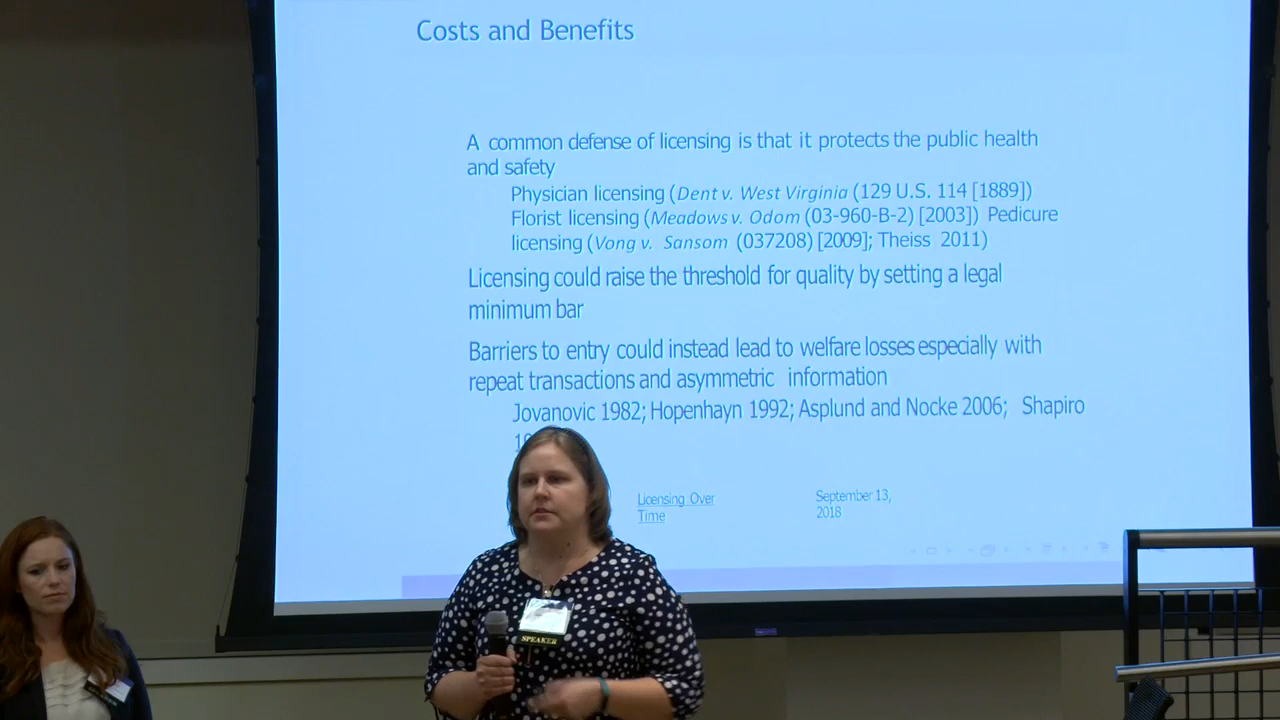 Costs and Benefits
A common defense of licensing is that it protects the public health
and safety
Physician licensing (Dent v. West Virginia (129 U.S. 114 [1889])
Florist licensing (Meadows v. Odom (03-960-B-2) [2003]) Pedicure
licensing (Vong v. Sansom (037208) [2009]; Theiss 2011)
Licensing could raise the threshold for quality by setting a legal
minimum bar
Barriers to entry could instead lead to welfare losses especially with
repeat transactions and asymmetric information
Jovanovic 1982; Hopenhayn 1992; Asplund and Nocke 2006; Shapiro
Licensing Over
Time
September 13,
2018
SPEAKER